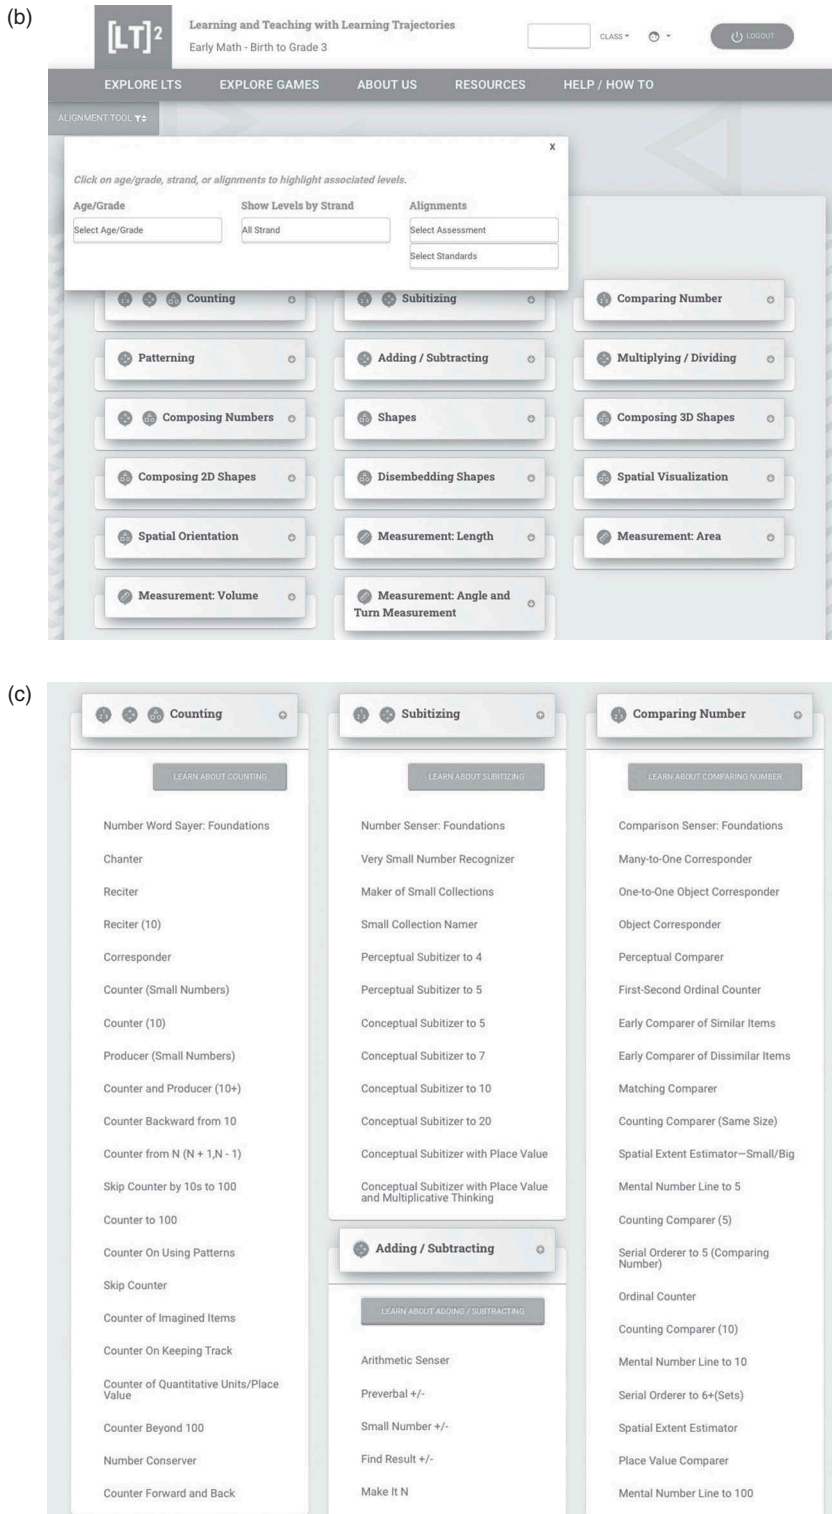 (b)
[LT]²
Learning and Teaching with Learning Trajectories
Early Math - Birth to Grade 3
CLASS
LOGOUT
EXPLORE LTS
EXPLORE GAMES
ABOUT US
RESOURCES
HELP / HOW TO
ALIGNMENT TOOL
X
Click on age/grade, strand, or alignments to highlight associated levels.
Age/Grade
Show Levels by Strand
Alignments
Select Age/Grade
All Strand
Select Assessment
Select Standards
Counting
Subitizing
Comparing Number
Patterning
Adding / Subtracting
Multiplying / Dividing
Composing Numbers
Shapes
Composing 3D Shapes
Composing 2D Shapes
Disembedding Shapes
Spatial Visualization
Spatial Orientation
Measurement: Length
Measurement: Area
Measurement: Volume
Measurement: Angle and
Turn Measurement
(c)
Counting
LEARN ABOUT COUNTING
Number Word Sayer: Foundations
Chanter
Reciter
Reciter (10)
Corresponder
Counter (Small Numbers)
Counter (10)
Producer (Small Numbers)
Counter and Producer (10+)
Counter Backward from 10
Counter from N (N + 1,N - 1)
Skip Counter by 10s to 100
Counter to 100
Counter On Using Patterns
Skip Counter
Counter of Imagined Items
Counter On Keeping Track
Counter of Quantitative Units/Place
Value
Counter Beyond 100
Number Conserver
Counter Forward and Back
Subitizing
LEARN ABOUT SUBITIZING
Number Senser: Foundations
Very Small Number Recognizer
Maker of Small Collections
Small Collection Namer
Perceptual Subitizer to 4
Perceptual Subitizer to 5
Conceptual Subitizer to 5
Conceptual Subitizer to 7
Conceptual Subitizer to 10
Conceptual Subitizer to 20
Conceptual Subitizer with Place Value
Conceptual Subitizer with Place Value
and Multiplicative Thinking
Adding / Subtracting
LEARN ABOUT ADDING / SUBTRACTING
Arithmetic Senser
Preverbal +/-
Small Number +/-
Find Result +/-
Make It N
Comparing Number
LEARN ABOUT COMPARING NUMBER
Comparison Senser: Foundations
Many-to-One Corresponder
One-to-One Object Corresponder
Object Corresponder
Perceptual Comparer
First-Second Ordinal Counter
Early Comparer of Similar Items
Early Comparer of Dissimilar Items
Matching Comparer
Counting Comparer (Same Size)
Spatial Extent Estimator—Small/Big
Mental Number Line to 5
Counting Comparer (5)
Serial Orderer to 5 (Comparing
Number)
Ordinal Counter
Counting Comparer (10)
Mental Number Line to 10
Serial Orderer to 6+(Sets)
Spatial Extent Estimator
Place Value Comparer
Mental Number Line to 100